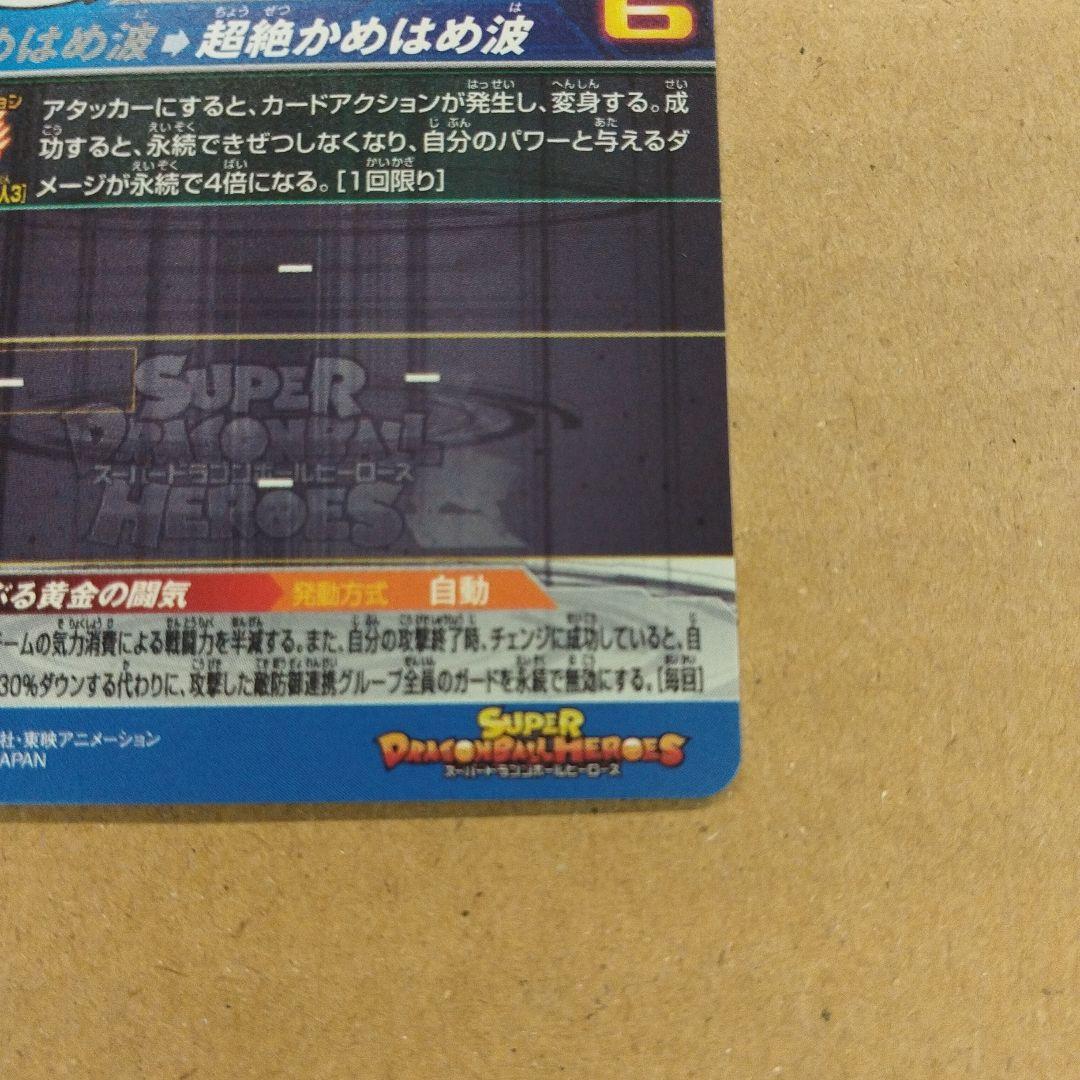 めはめ波➡超絶かめはめ波
6
ョン
アタッカーにすると、カードアクションが発生し、変身する。成
功すると、永続できぜつしなくなり、自分のパワーと与えるダ
メージが永続で4倍になる。[1回限り]
人3]
SUPER
DRAGONBALL
スーパードラゴンボールヒーローズ
HEROES
ぶる黄金の闘気 発動方式 自動
ームの気力消費による戦闘力を半減する。また、自分の攻撃終了時、チェンジに成功していると、自
30%ダウンする代わりに、攻撃した敵防御連携グループ全員のガードを永続で無効にする。[毎回]
社・東映アニメーション
JAPAN
SUPER
DRAGONBALL HEROES
スーパードラゴンボールヒーローズ